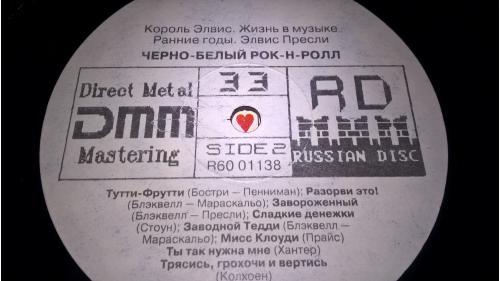 Король Элвис. Жизнь в музыке.
Ранние годы. Элвис Пресли
ЧЕРНО-БЕЛЫЙ РОК-Н-РОЛЛ
Direct Metal
DMM
Mastering
33
SIDE 2
R60 01138
RD
МММ
RUSSIAN DISC
Тутти-Фрутти (Бостри – Пенниман); Разорви это!
(Блэквелл – Мараскальо); Завороженный
(Блэквелл – Пресли); Сладкие денежки
(Стоун); Заводной Тедди (Блэквелл –
Мараскальо); Мисс Клоуди (Прайс)
Ты так нужна мне (Хантер)
Трясись, грохочи и вертись
(Колхоен)